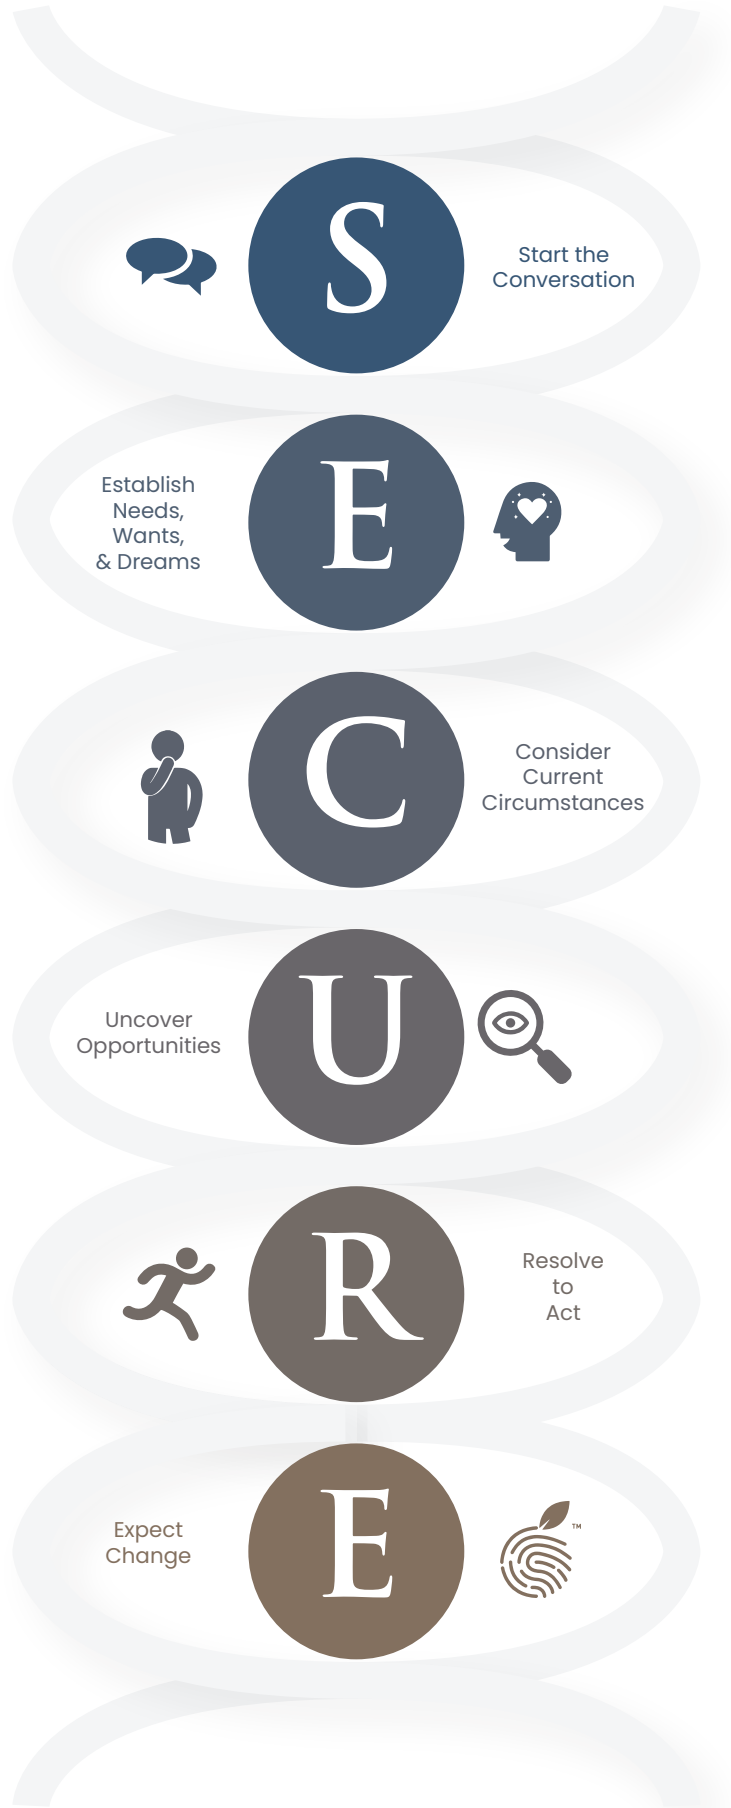 S
Start the
Conversation
Establish
Needs,
Wants,
& Dreams
E
C
Consider
Current
Circumstances
Uncover
Opportunities
U
R
Resolve
to
Act
Expect
Change
E
™